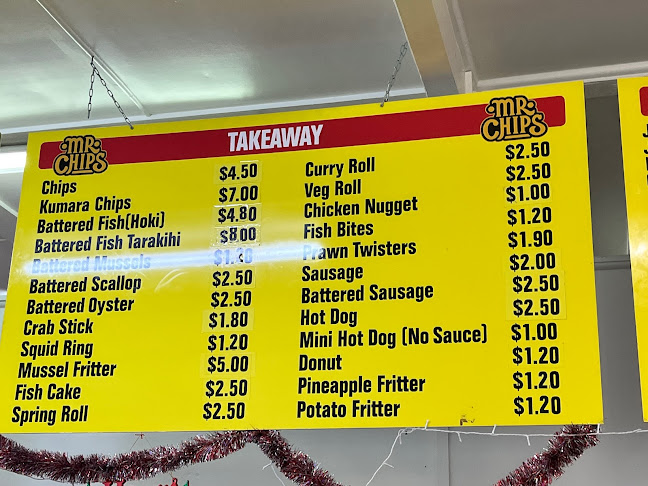 MR CHIPS
TAKEAWAY
MR CHIPS
Chips $4.50
Kumara Chips $7.00
Battered Fish(Hoki) $4.80
Battered Fish Tarakihi $8.00
Battered Mussels $1.20
Battered Scallop $2.50
Battered Oyster $2.50
Crab Stick $1.80
Squid Ring $1.20
Mussel Fritter $5.00
Fish Cake $2.50
Spring Roll $2.50
Curry Roll $2.50
Veg Roll $2.50
Chicken Nugget $1.00
Fish Bites $1.20
Prawn Twisters $1.90
Sausage $2.00
Battered Sausage $2.50
Hot Dog $2.50
Mini Hot Dog (No Sauce) $1.00
Donut $1.20
Pineapple Fritter $1.20
Potato Fritter $1.20